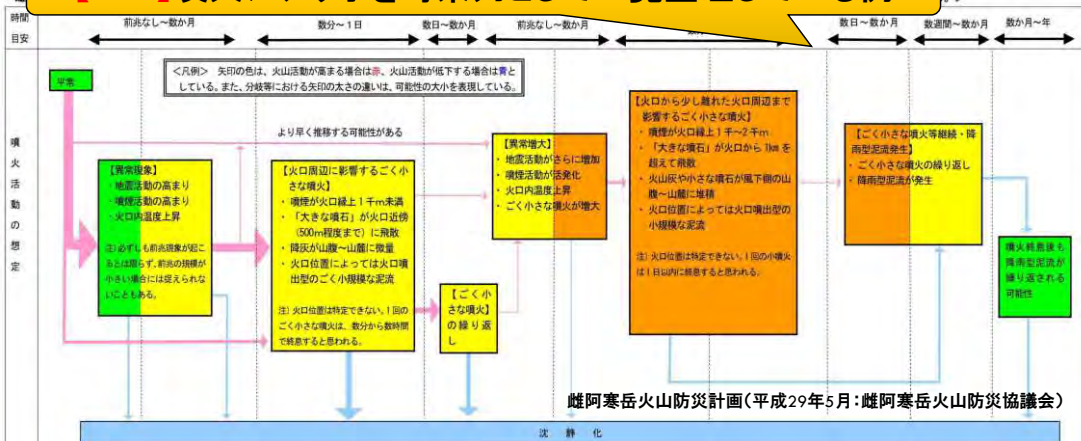 時間
目安
前兆なし～数か月
数分～1日
数日～数か月
前兆なし～数か月
数日～数か月
数週間～数か月
数か月～年
＜凡例＞ 矢印の色は、火山活動が高まる場合は赤、火山活動が低下する場合は青と
している。また、分岐等における矢印の太さの違いは、可能性の大小を表現している。
平常
噴火活動の想定
より早く推移する可能性がある
【異常現象】
・地震活動の高まり
・噴煙活動の高まり
・火口内温度上昇
注）必ずしも前兆現象が起こ
るとは限らず、前兆の規模が
小さい場合には捉えられな
いこともある。
【火口周辺に影響するごく小
さな噴火】
・噴煙が火口縁上1千m未満
・「大きな噴石」が火口近傍
（500m程度まで）に飛散
・降灰が山腹～山麓に微量
・火口位置によっては火口噴
出型のごく小規模な泥流
注）火口位置は特定できない。1回の
ごく小さな噴火は、数分から数時間
で終息すると思われる。
【ごく小
さな噴火】
の繰り返
し
【異常増大】
・地震活動がさらに増加
・噴煙活動が活発化
・火口内温度上昇
・ごく小さな噴火が増大
【火口から少し離れた火口周辺まで
影響するごく小さな噴火】
・噴煙が火口縁上1千～2千m
・「大きな噴石」が火口から1kmを
超えて飛散
・火山灰や小さな噴石が風下側の山
腹～山麓に堆積
・火口位置によっては火口噴出型の
小規模な泥流
注）火口位置は特定できない。1回の小噴火
は1日以内に終息すると思われる。
【ごく小さな噴火等継続・降
雨型泥流発生】
・ごく小さな噴火の繰り返し
・降雨型泥流が発生
噴火終息後も
降雨型泥流が
繰り返される
可能性
雌阿寒岳火山防災計画（平成29年5月：雌阿寒岳火山防災協議会）
沈静化